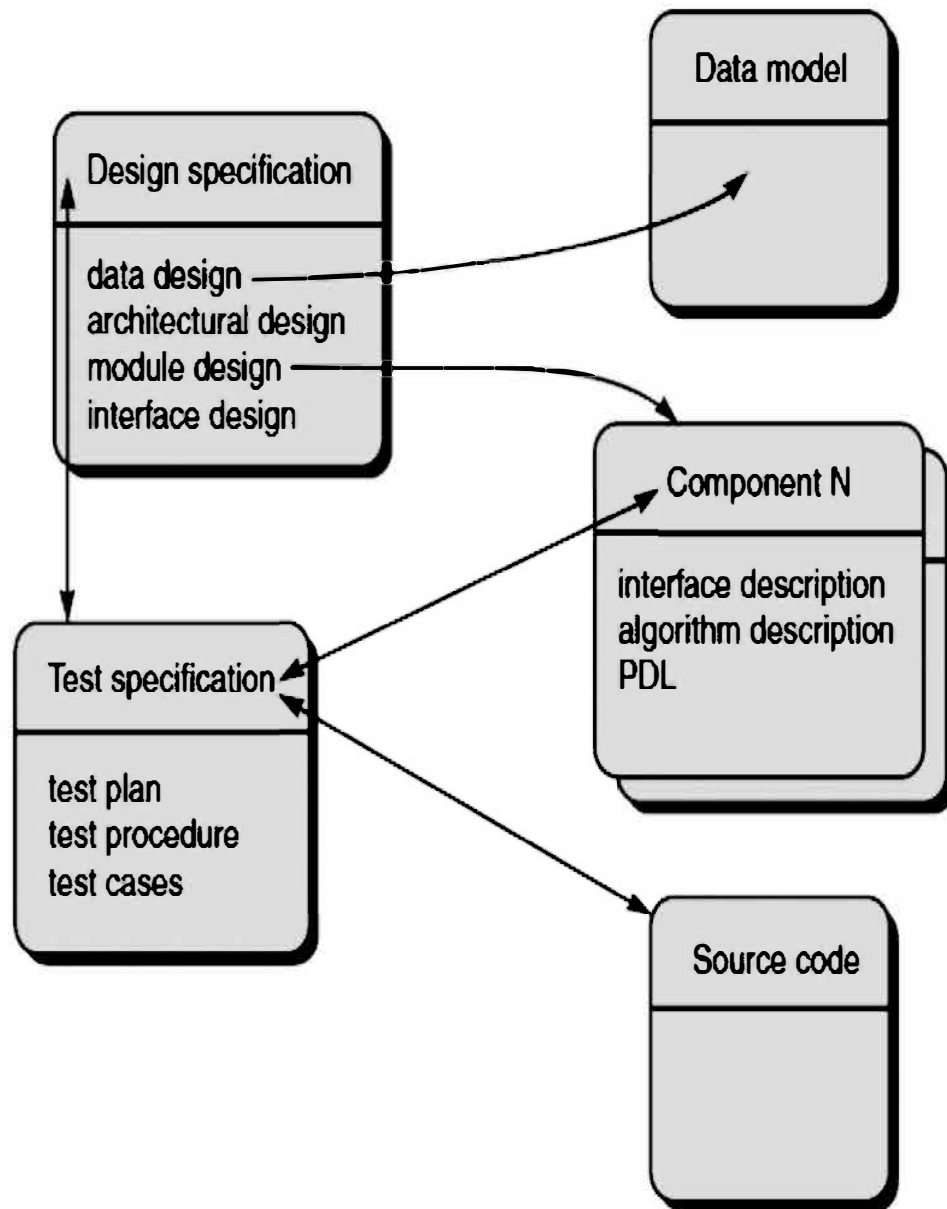 Data model
Design specification
data design
architectural design
module design
interface design
Component N
interface description
algorithm description
PDL
Test specification
test plan
test procedure
test cases
Source code